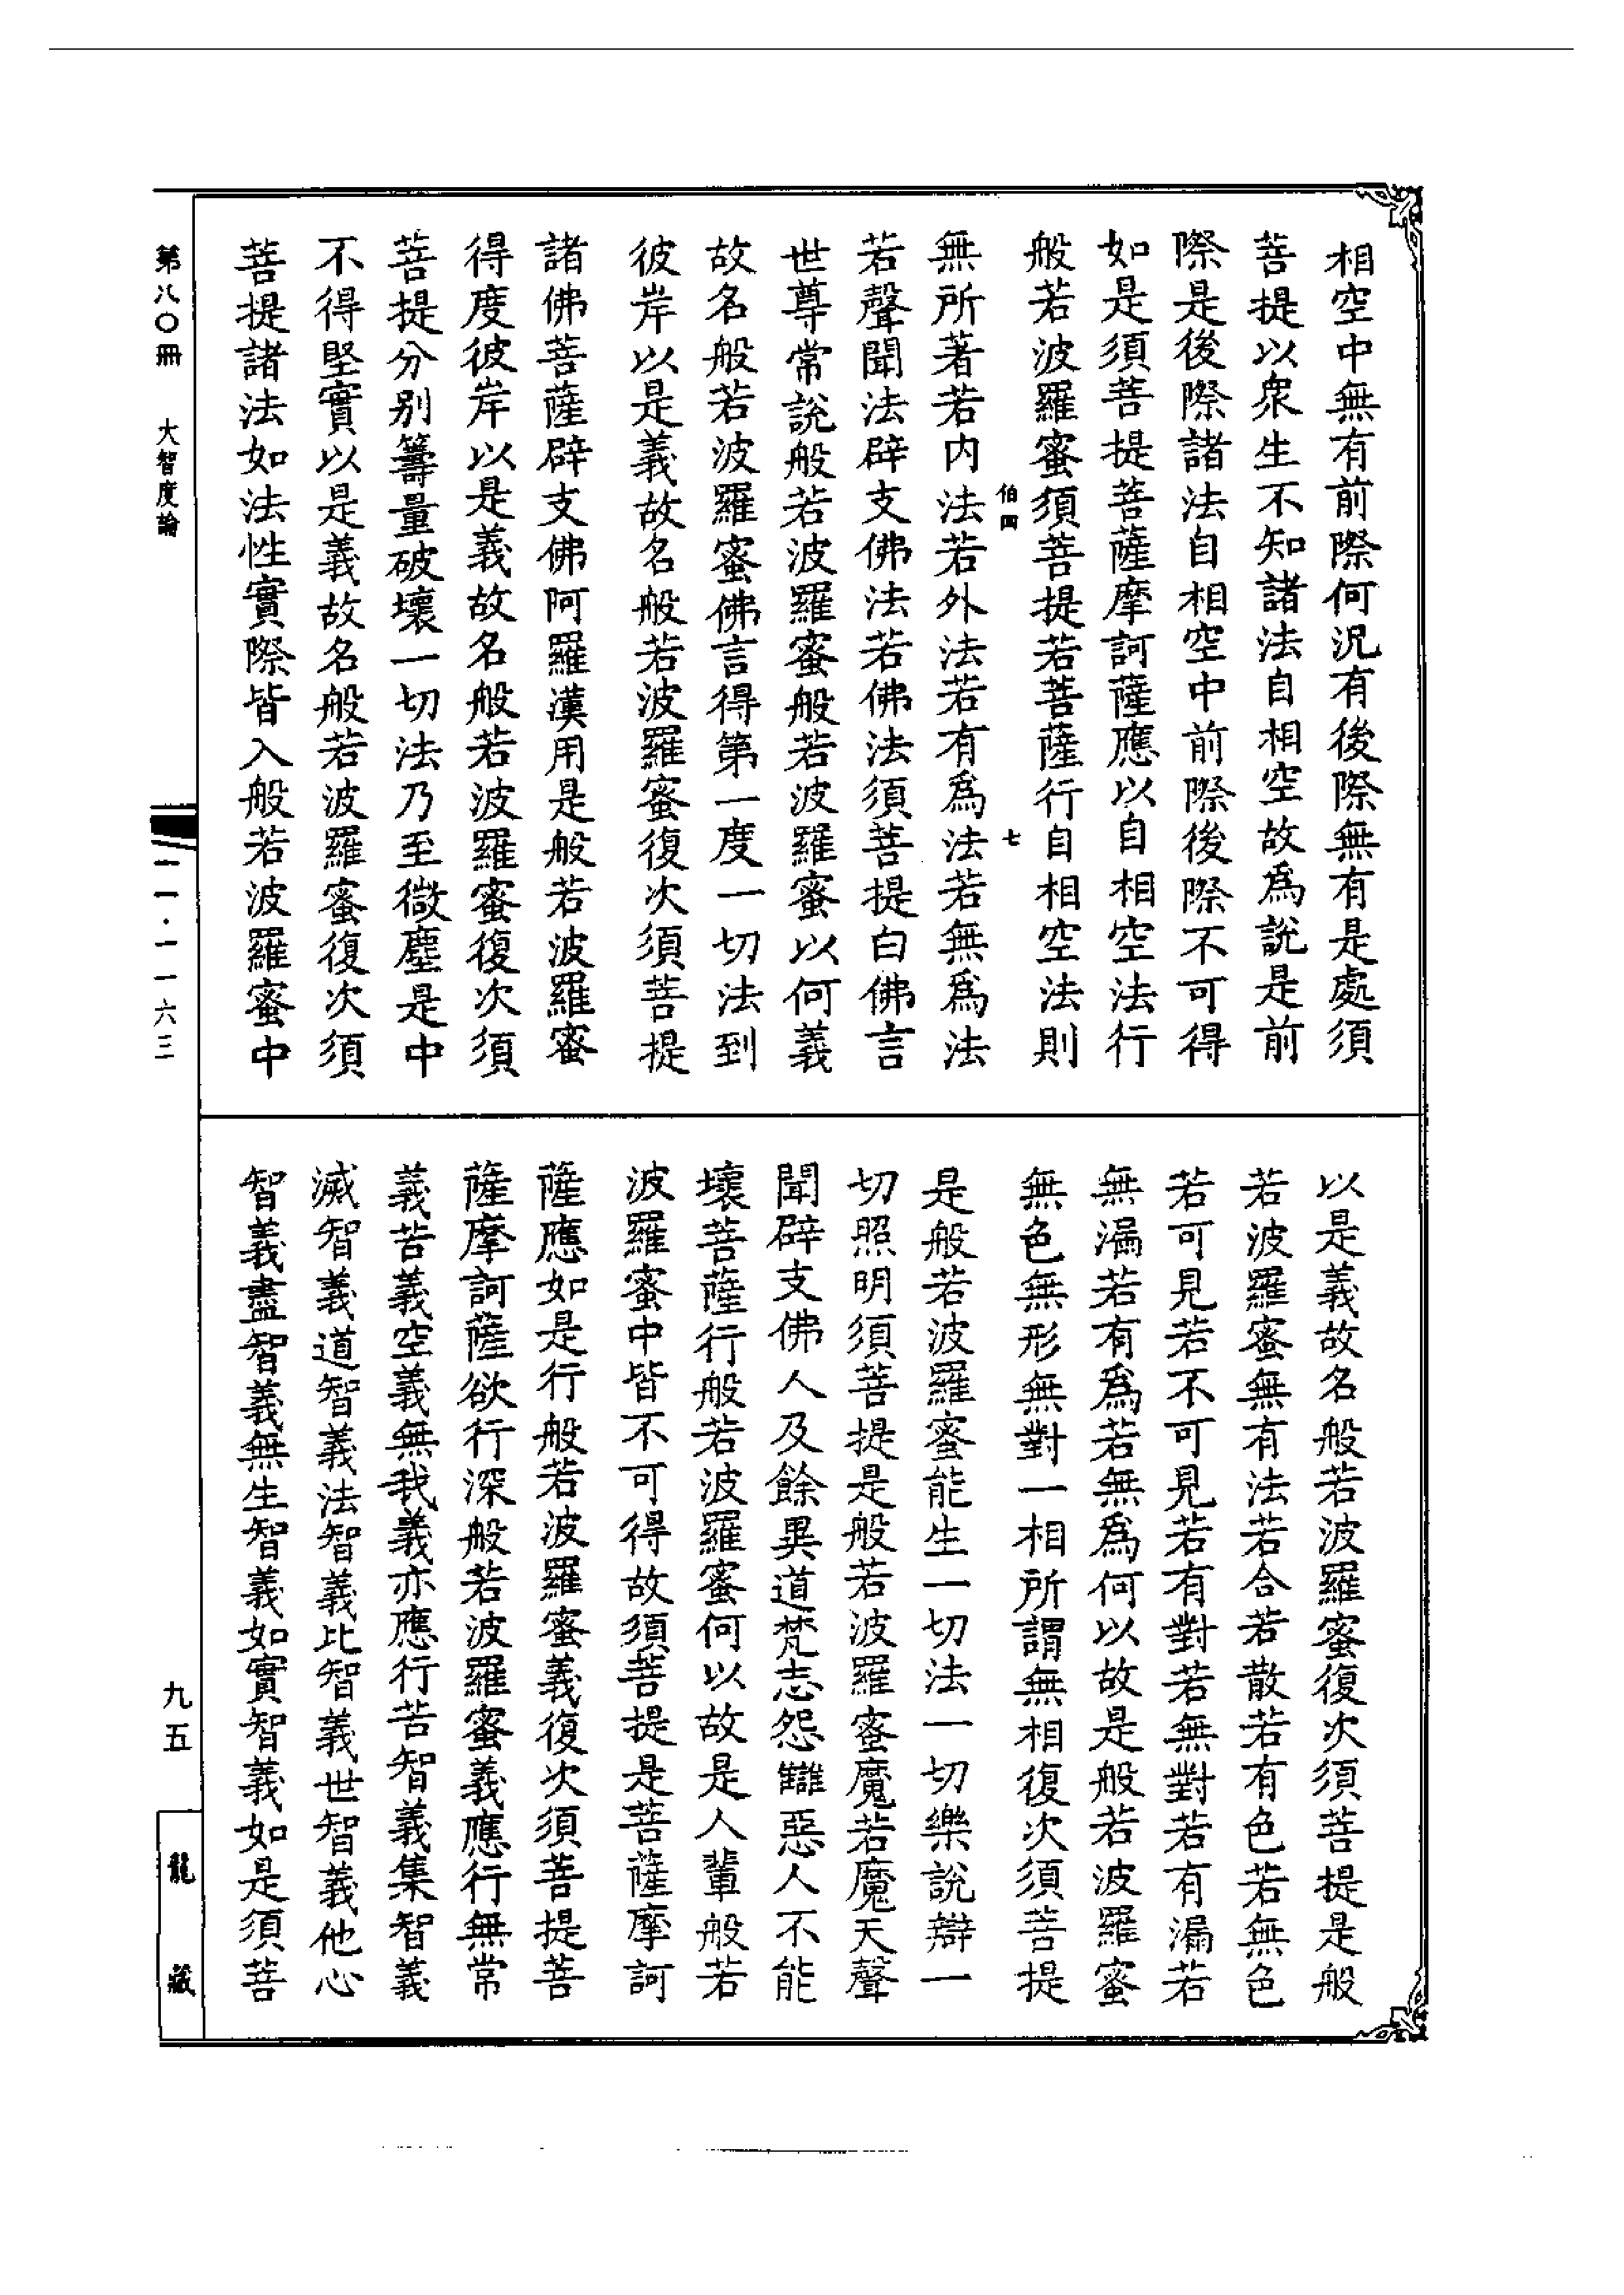 相空中無有前際何況有後際無有是處須
菩提以衆生不知諸法自相空故爲說是前
際是後際諸法自相空中前際後際不可得
如是須菩提菩薩摩訶薩應以自相空法行
般若波羅蜜須菩提若菩薩行自相空法則
伯四 七
無所著若内法若外法若有爲法若無爲法
若聲聞法辟支佛法若佛法須菩提白佛言
世尊常說般若波羅蜜般若波羅蜜以何義
故名般若波羅蜜佛言得第一度一切法到
彼岸以是義故名般若波羅蜜復次須菩提
諸佛菩薩辟支佛阿羅漢用是般若波羅蜜
得度彼岸以是義故名般若波羅蜜復次須
菩提分别籌量破壞一切法乃至微塵是中
不得堅實以是義故名般若波羅蜜復次須
菩提諸法如法性實際皆入般若波羅蜜中
以是義故名般若波羅蜜復次須菩提是般
若波羅蜜無有法若合若散若有色若無色
若可見若不可見若有對若無對若有漏若
無漏若有爲若無爲何以故是般若波羅蜜
無色無形無對一相所謂無相復次須菩提
是般若波羅蜜能生一切法一切樂說辯一
切照明須菩提是般若波羅蜜魔若魔天聲
聞辟支佛人及餘異道梵志怨讎惡人不能
壞菩薩行般若波羅蜜何以故是人輩般若
波羅蜜中皆不可得故須菩提是菩薩摩訶
薩應如是行般若波羅蜜義復次須菩提菩
薩摩訶薩欲行深般若波羅蜜義應行無常
義苦義空義無我義亦應行苦智義集智義
滅智義道智義法智義比智義世智義他心
智義盡智義無生智義如實智義如是須菩
第八〇冊 大智度論
二一·一一六三
九五
龍藏